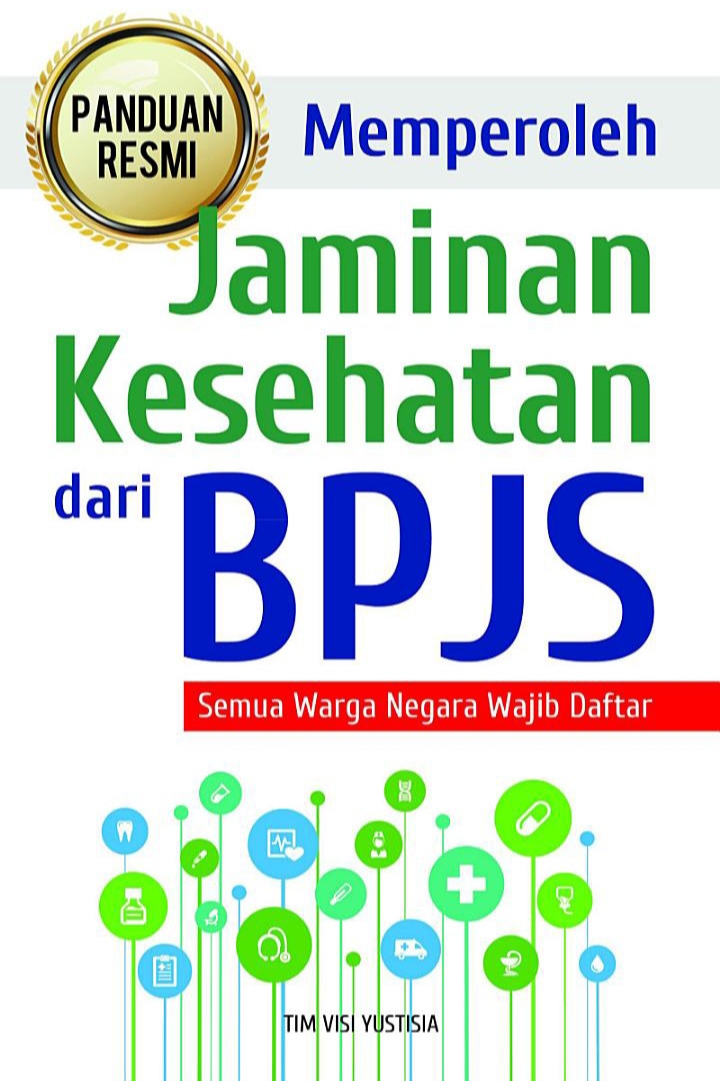 PANDUAN
RESMI
Memperoleh
Jaminan
Kesehatan
dari BPJS
Semua Warga Negara Wajib Daftar
TIM VISI YUSTISIA